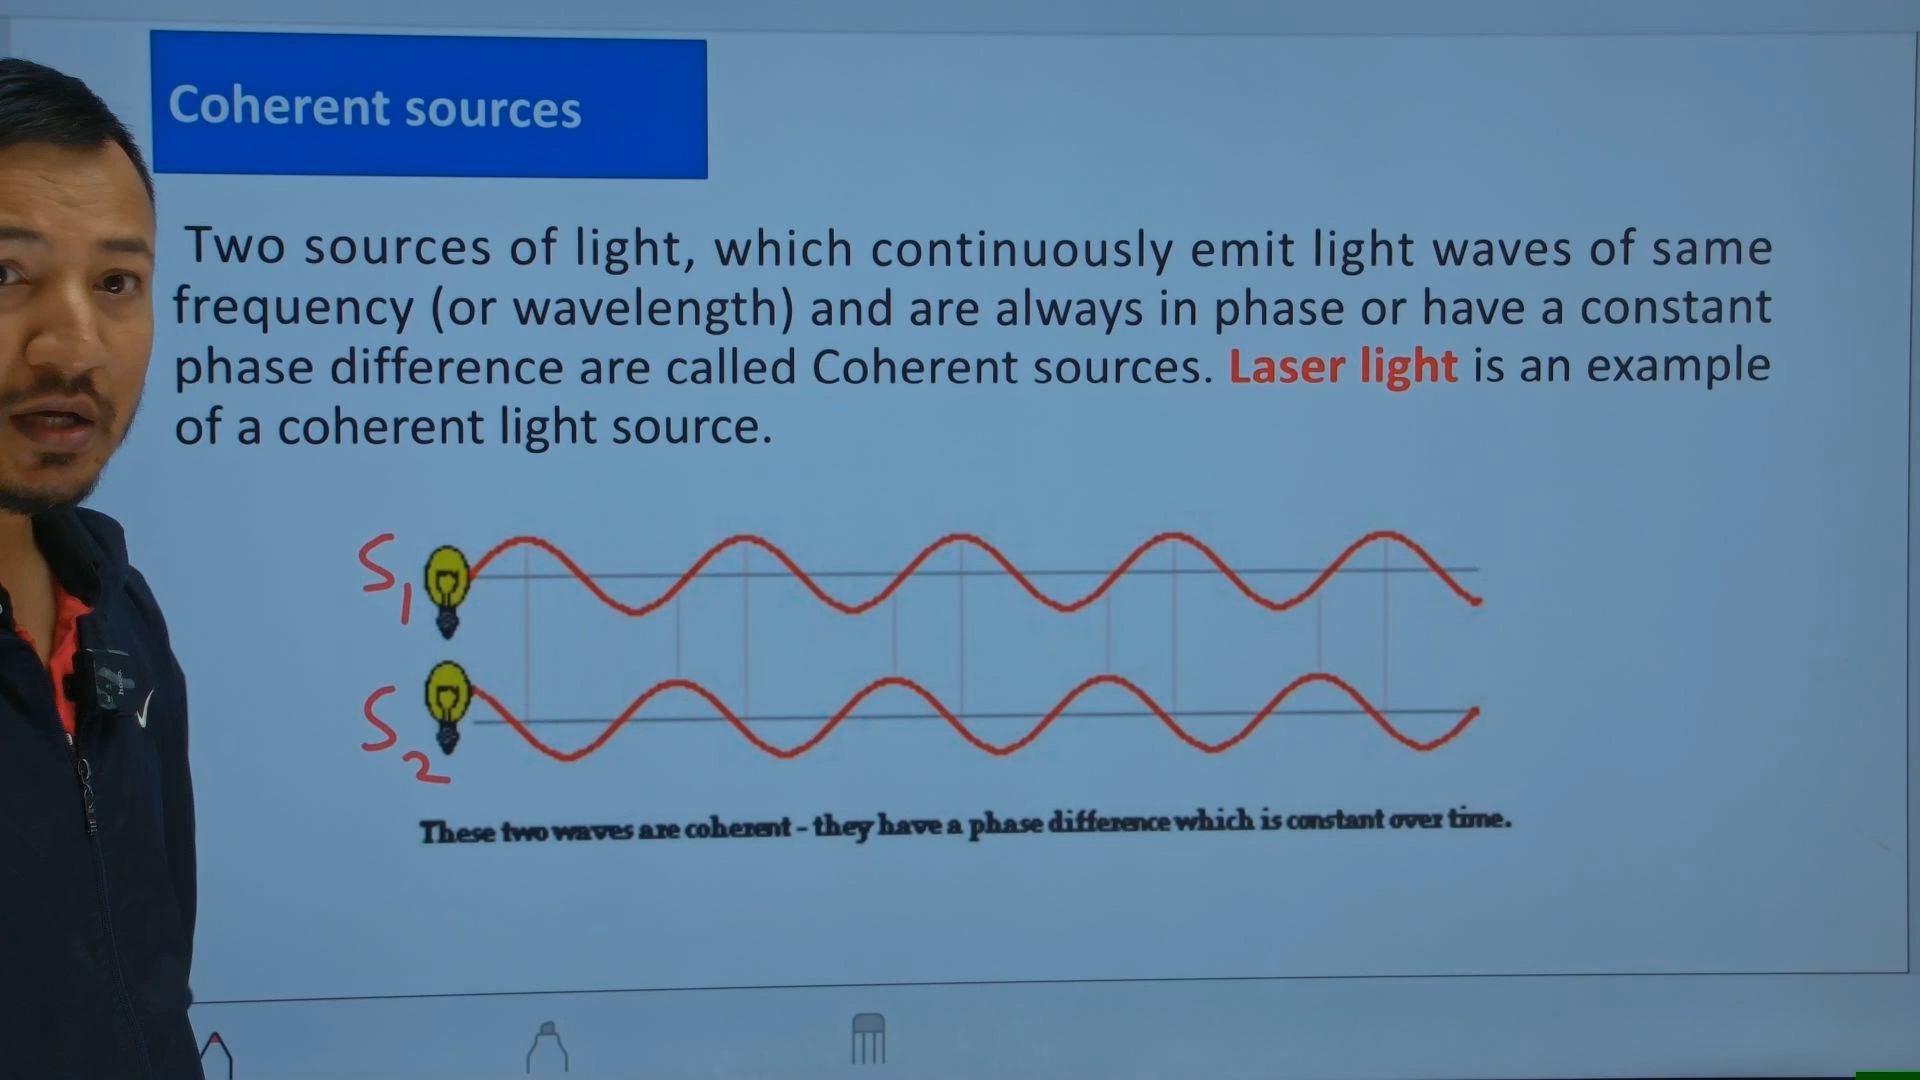 Coherent sources
Two sources of light, which continuously emit light waves of same
frequency (or wavelength) and are always in phase or have a constant
phase difference are called Coherent sources. Laser light is an example
of a coherent light source.
S1
S2
These two waves are coherent - they have a phase difference which is constant over time.